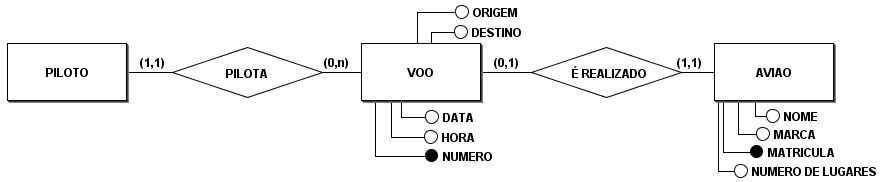 ORIGEM
DESTINO
PILOTO
(1,1)
PILOTA
(0,n)
VOO
(0,1)
É REALIZADO
(1,1)
AVIAO
DATA
HORA
NUMERO
NOME
MARCA
MATRICULA
NUMERO DE LUGARES